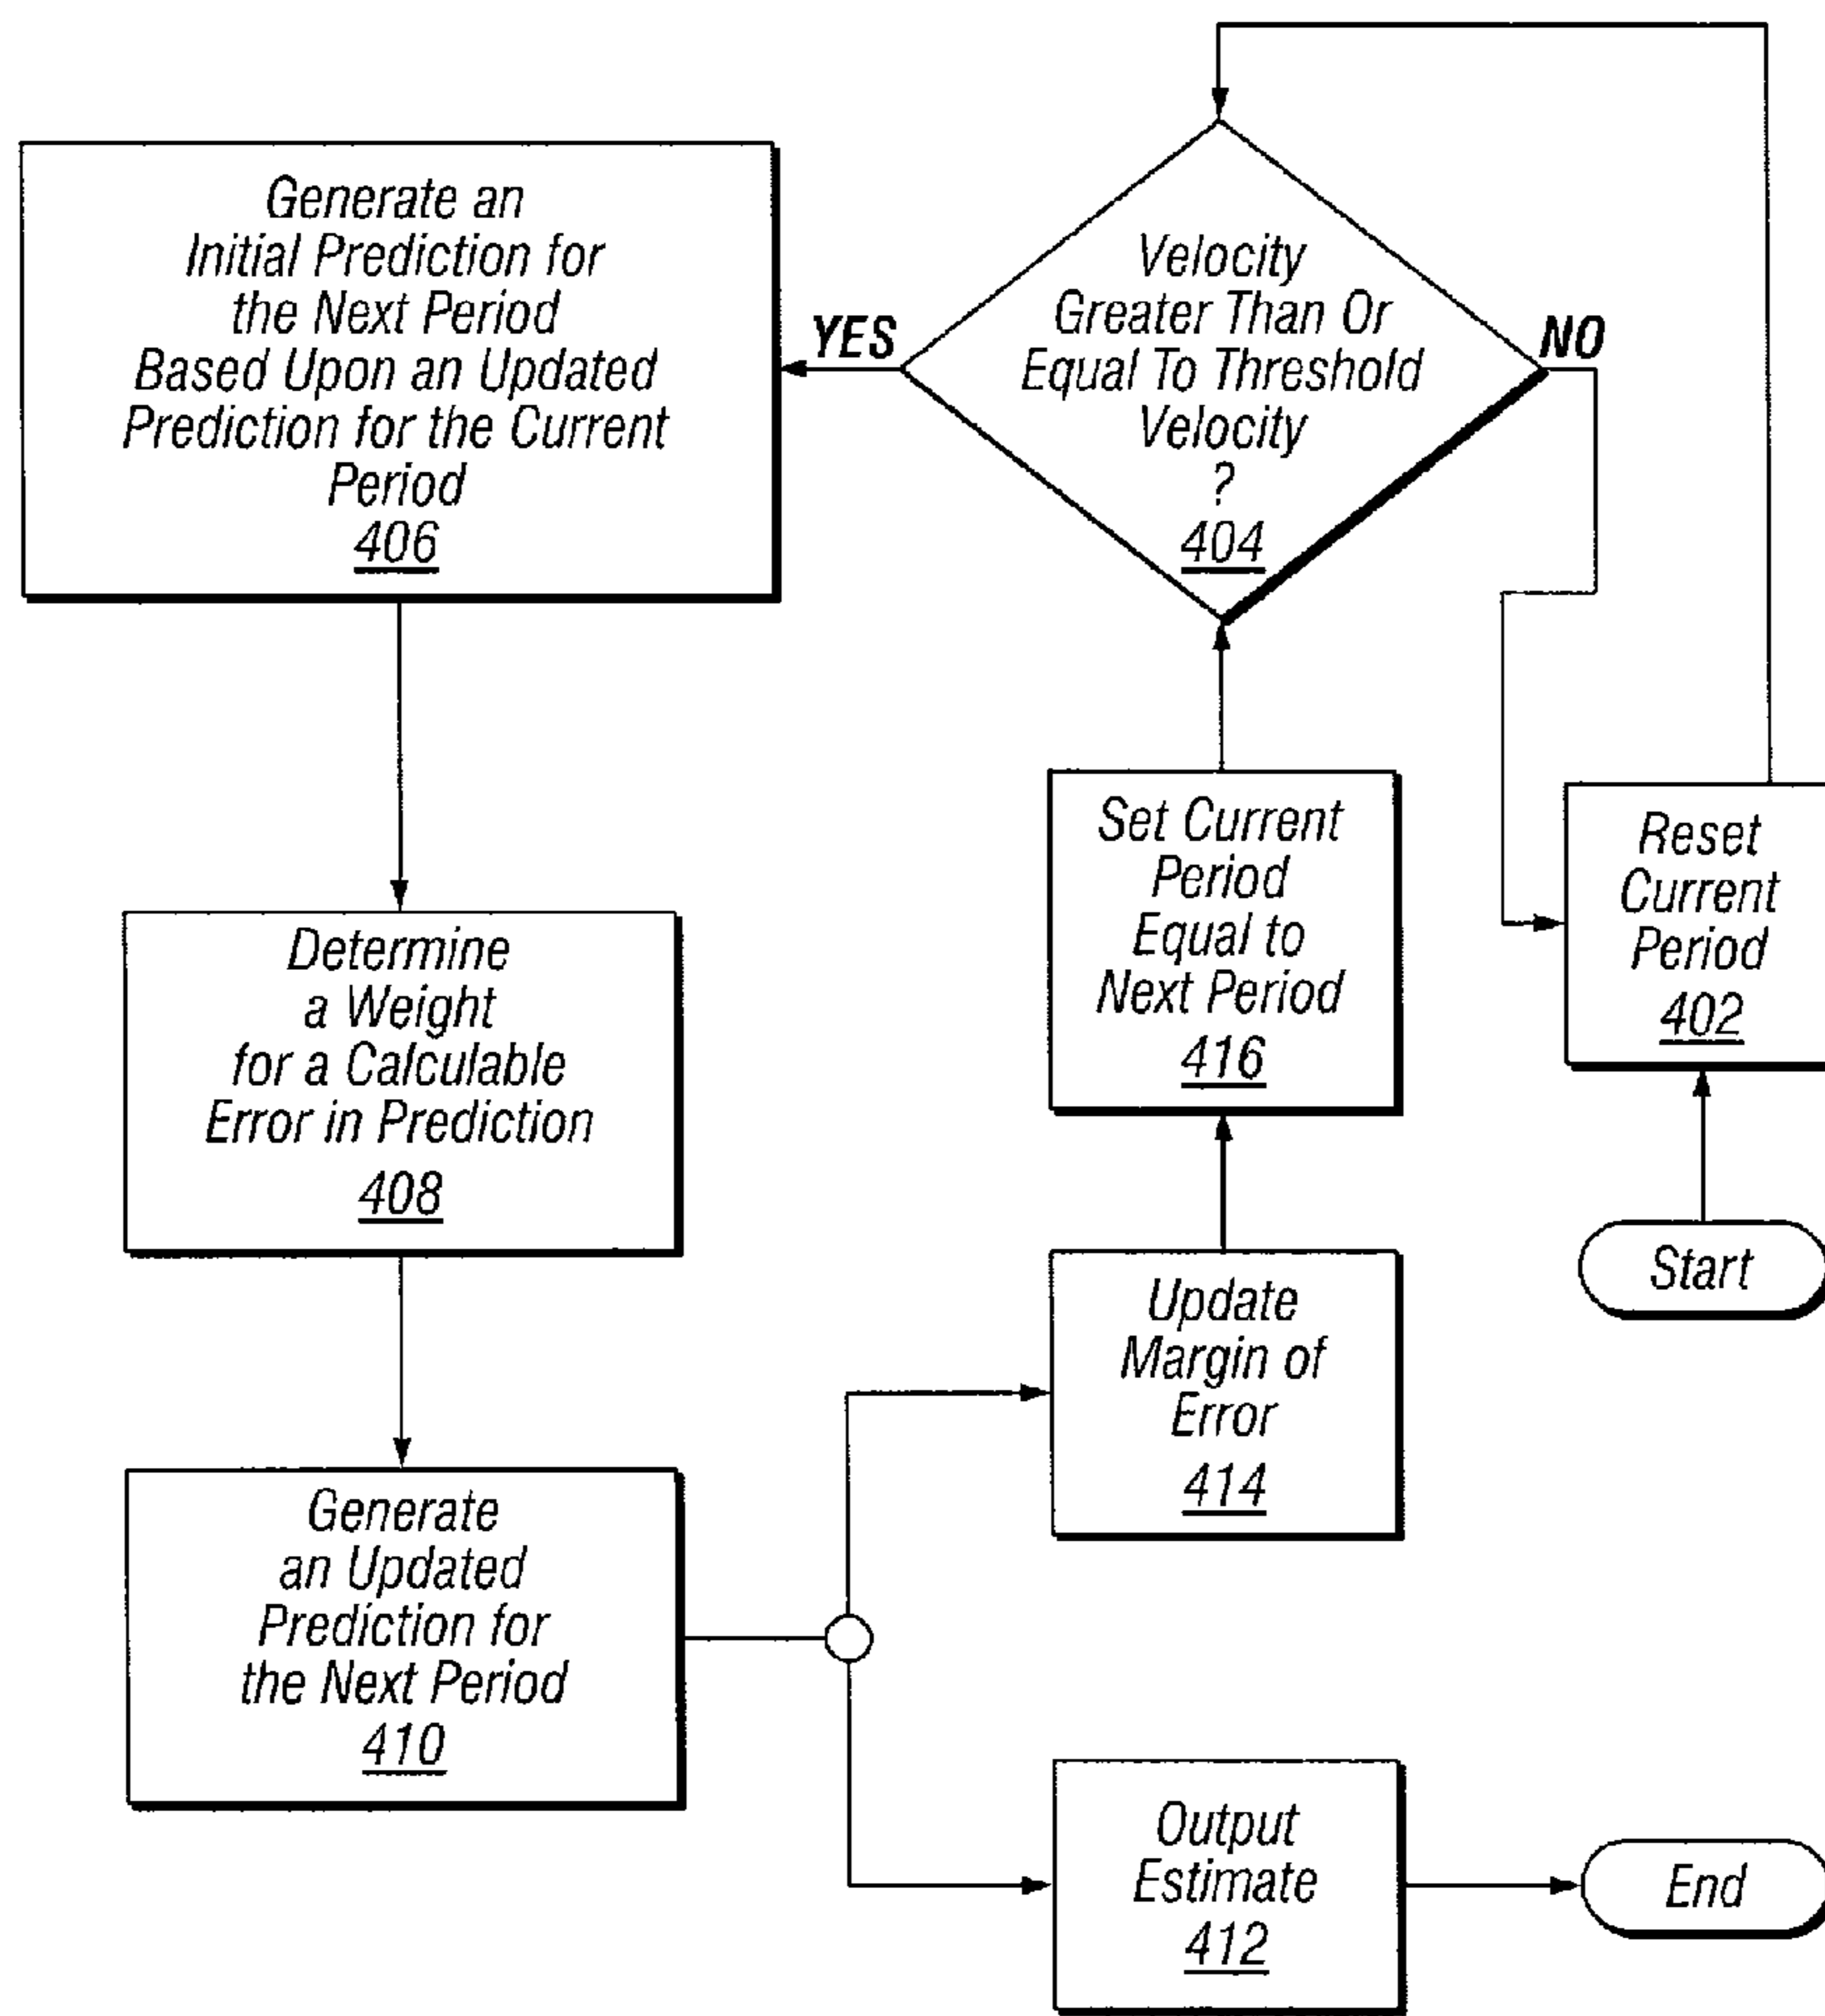 Generate an
Initial Prediction for
the Next Period
Based Upon an Updated
Prediction for the Current
Period
406
YES
Velocity
Greater Than Or
Equal To Threshold
Velocity
?
404
NO
Set Current
Period
Equal to
Next Period
416
Reset
Current
Period
402
Determine
a Weight
for a Calculable
Error in Prediction
408
Start
Update
Margin of
Error
414
Generate
an Updated
Prediction for
the Next Period
410
Output
Estimate
412
End